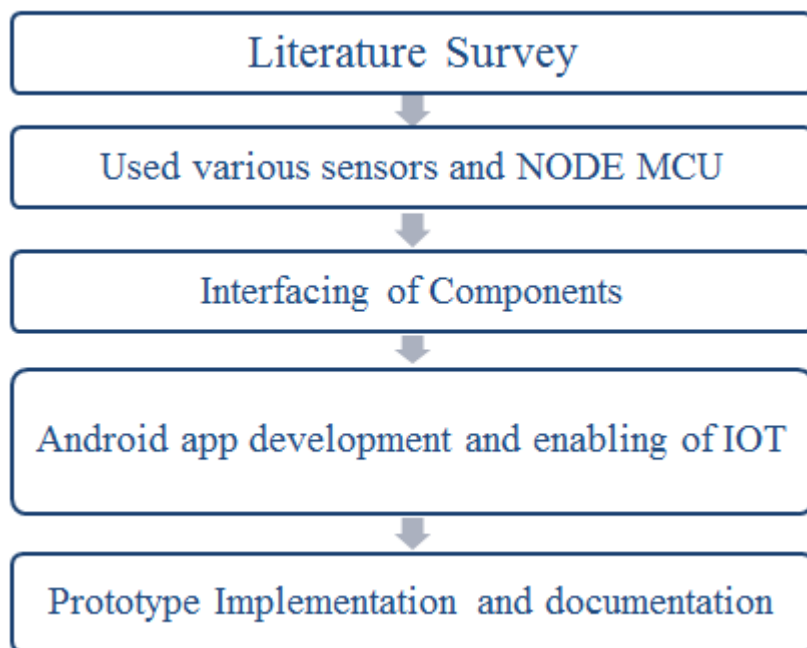 Literature Survey
Used various sensors and NODE MCU
Interfacing of Components
Android app development and enabling of IOT
Prototype Implementation and documentation